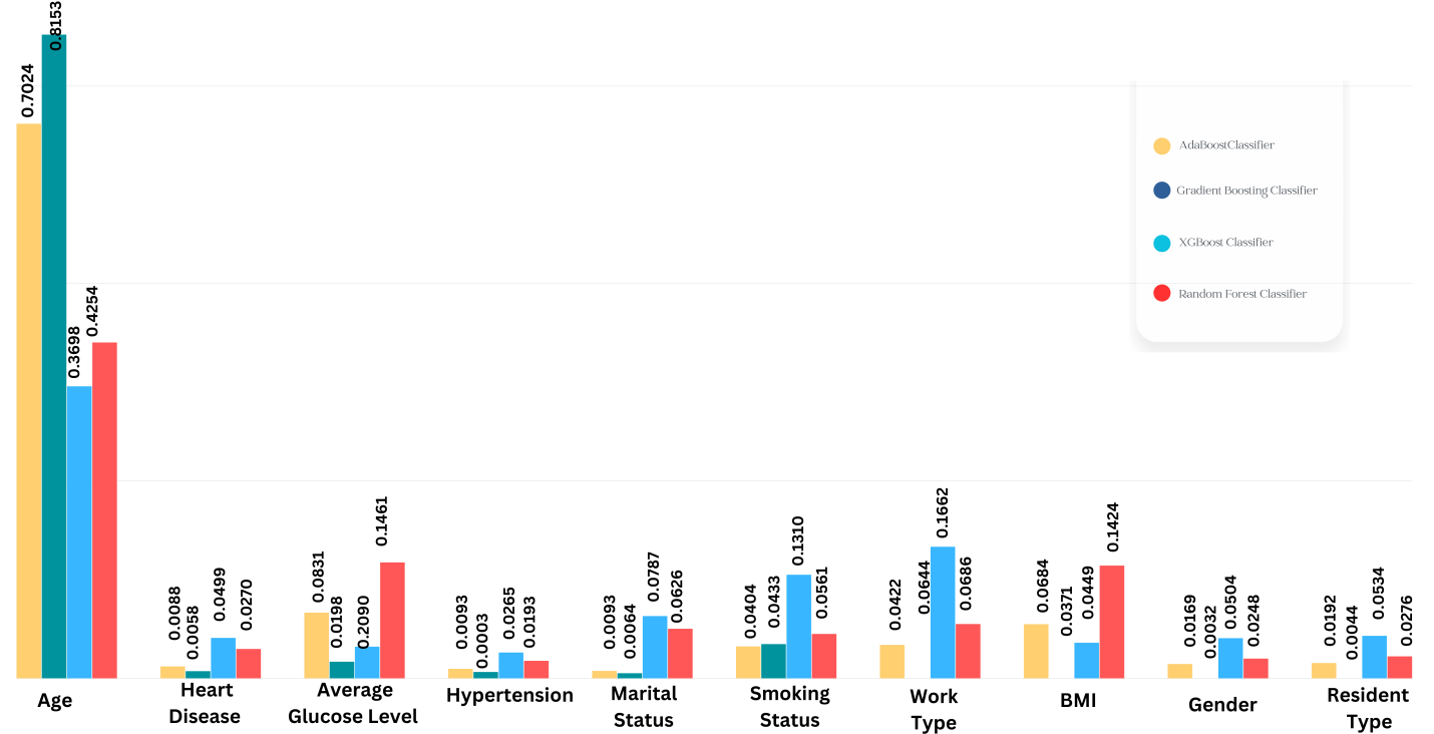 0.7024
0.8153
0.3698
0.4254
0.0088
0.0058
0.0499
0.0270
0.0831
0.0198
0.2090
0.1461
0.0093
0.0003
0.0265
0.0193
0.0093
0.0064
0.0787
0.0626
0.0404
0.0433
0.1310
0.0561
0.0422
0.0644
0.1662
0.0686
0.0684
0.0371
0.0449
0.1424
0.0169
0.0032
0.0504
0.0248
0.0192
0.0044
0.0534
0.0276
AdaBoostClassifier
Gradient Boosting Classifier
XGBoost Classifier
Random Forest Classifier
Age
Heart
Disease
Average
Glucose Level
Hypertension
Marital
Status
Smoking
Status
Work
Type
BMI
Gender
Resident
Type